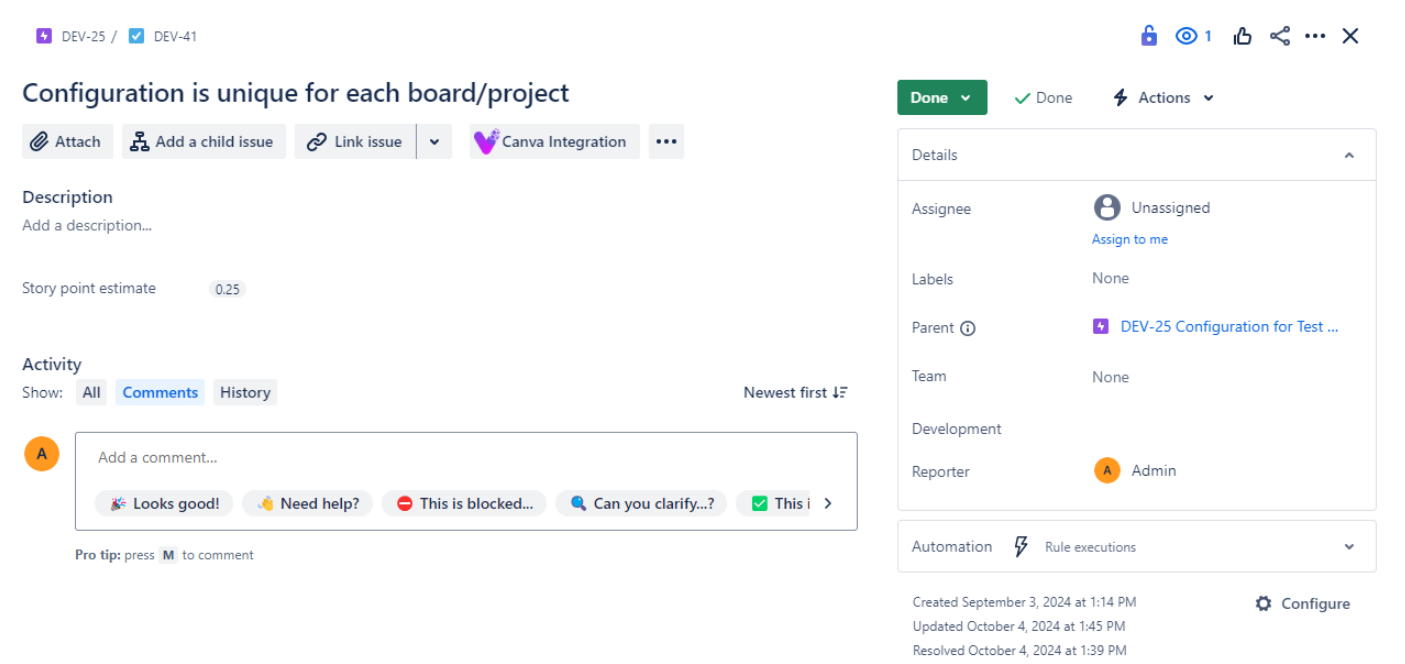 DEV-25 / DEV-41
1
Configuration is unique for each board/project
Attach
Add a child issue
Link issue
Canva Integration
Description
Add a description...
Story point estimate 0.25
Activity
Show: All Comments History
Newest first
A
Add a comment...
Looks good!
Need help?
This is blocked...
Can you clarify...?
This i
Pro tip: press M to comment
Done
Done
Actions
Details
Assignee Unassigned
Assign to me
Labels None
Parent DEV-25 Configuration for Test ...
Team None
Development
Reporter A Admin
Automation Rule executions
Created September 3, 2024 at 1:14 PM
Configure
Updated October 4, 2024 at 1:45 PM
Resolved October 4, 2024 at 1:39 PM